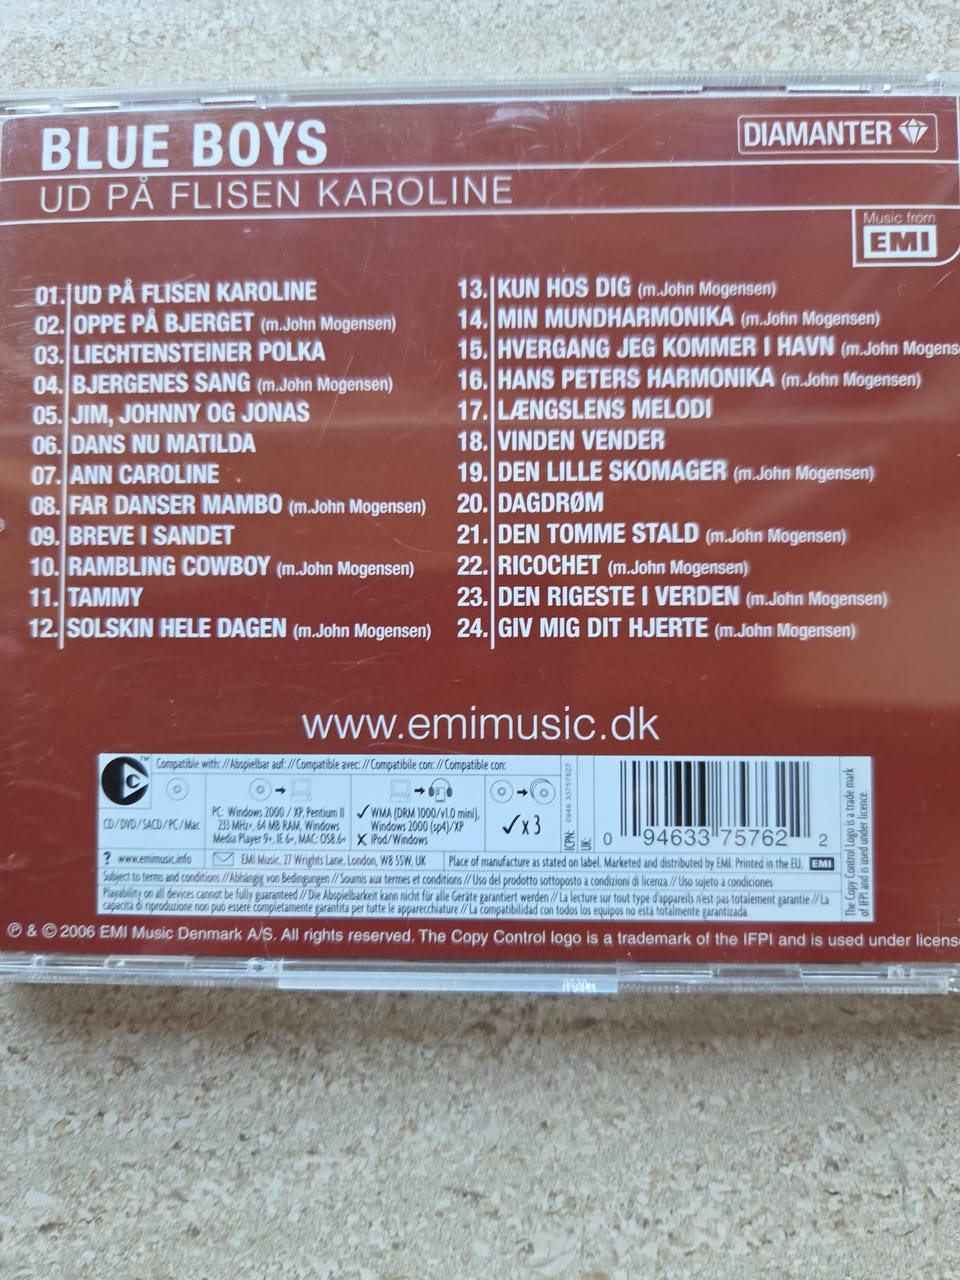 BLUE BOYS
DIAMANTER
UD PÅ FLISEN KAROLINE
Music from
EMI
01. UD PÅ FLISEN KAROLINE
02. OPPE PÅ BJERGET (m.John Mogensen)
03. LIECHTENSTEINER POLKA
04. BJERGENES SANG (m.John Mogensen)
05. JIM, JOHNNY OG JONAS
06. DANS NU MATILDA
07. ANN CAROLINE
08. FAR DANSER MAMBO (m.John Mogensen)
09. BREVE I SANDET
10. RAMBLING COWBOY (m.John Mogensen)
11. TAMMY
12. SOLSKIN HELE DAGEN (m.John Mogensen)
13. KUN HOS DIG (m.John Mogensen)
14. MIN MUNDHARMONIKA (m.John Mogensen)
15. HVERGANG JEG KOMMER I HAVN (m.John Mogens
16. HANS PETERS HARMONIKA (m.John Mogensen)
17. LÆNGSLENS MELODI
18. VINDEN VENDER
19. DEN LILLE SKOMAGER (m.John Mogensen)
20. DAGDRØM
21. DEN TOMME STALD (m.John Mogensen)
22. RICOCHET (m.John Mogensen)
23. DEN RIGESTE I VERDEN (m.John Mogensen)
24. GIV MIG DIT HJERTE (m.John Mogensen)
www.emimusic.dk
Compatible with: //Abspielbar auf: //Compatible avec: //Compatibile con: //Compatible con:
CD/DVD/SACD/PC/Mac
PC: Windows 2000 / XP, Pentium II
233 MHz+, 64 MB RAM, Windows
Media Player 9+, IE 6+, MAC: OS8.6+
✓ WMA (DRM 1000/v1.0 mini),
Windows 2000 (sp4)/XP
X iPod/Windows
✓x3
ICPN: 0946 33757622
UK:
0 94633 75762 2
? www.emimusic.info
EMI Music, 27 Wrights Lane, London, W8 5SW, UK
Place of manufacture as stated on label. Marketed and distributed by EMI. Printed in the EU.
EMI
Subject to terms and conditions // Abhängig von Bedingungen // Soumis aux termes et conditions // Uso del prodotto sottoposto a condizioni di licenza // Uso sujeto a condiciones
Playability on all devices cannot be fully guaranteed // Die Abspielbarkeit kann nicht für alle Geräte garantiert werden // La lecture sur tout type d'appareils n'est pas totalement garantie // La
capacità di riproduzione non può essere completamente garantita per tutte le apparecchiature // La compatibilidad con todos los equipos no está totalmente garantizada
The Copy Control Logo is a trade mark
of IFPI and is used under licence.
℗ & © 2006 EMI Music Denmark A/S. All rights reserved. The Copy Control logo is a trademark of the IFPI and is used under license